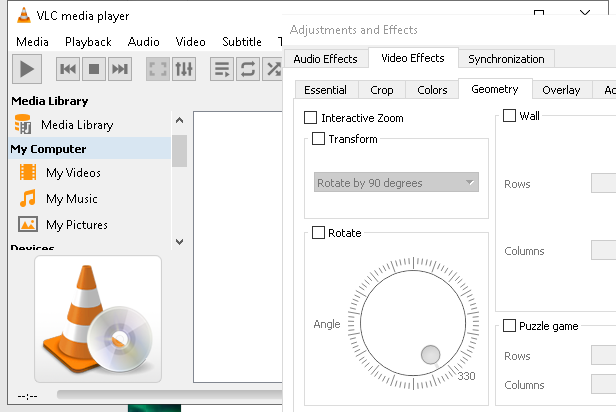 VLC media player
Media Playback Audio Video Subtitle T
Media Library
Media Library
My Computer
My Videos
My Music
My Pictures
Devices
--:--
Adjustments and Effects
Audio Effects Video Effects Synchronization
Essential Crop Colors Geometry Overlay
Interactive Zoom
Transform
Rotate by 90 degrees
Rotate
Angle
330
Wall
Rows
Columns
Puzzle game
Rows
Columns